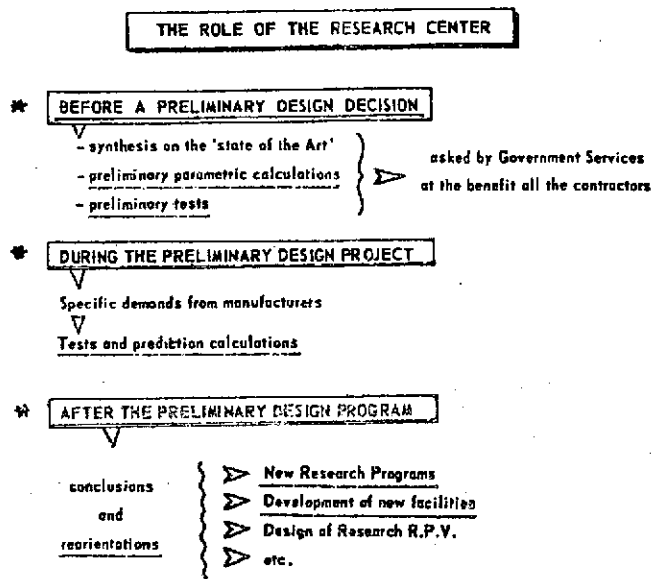 THE ROLE OF THE RESEARCH CENTER
* BEFORE A PRELIMINARY DESIGN DECISION
- synthesis on the 'state of the Art'
- preliminary parametric calculations
- preliminary tests
asked by Government Services
at the benefit all the contractors
* DURING THE PRELIMINARY DESIGN PROJECT
Specific demands from manufacturers
Tests and prediction calculations
* AFTER THE PRELIMINARY DESIGN PROGRAM
conclusions
and
reorientations
New Research Programs
Development of new facilities
Design of Research R.P.V.
etc.